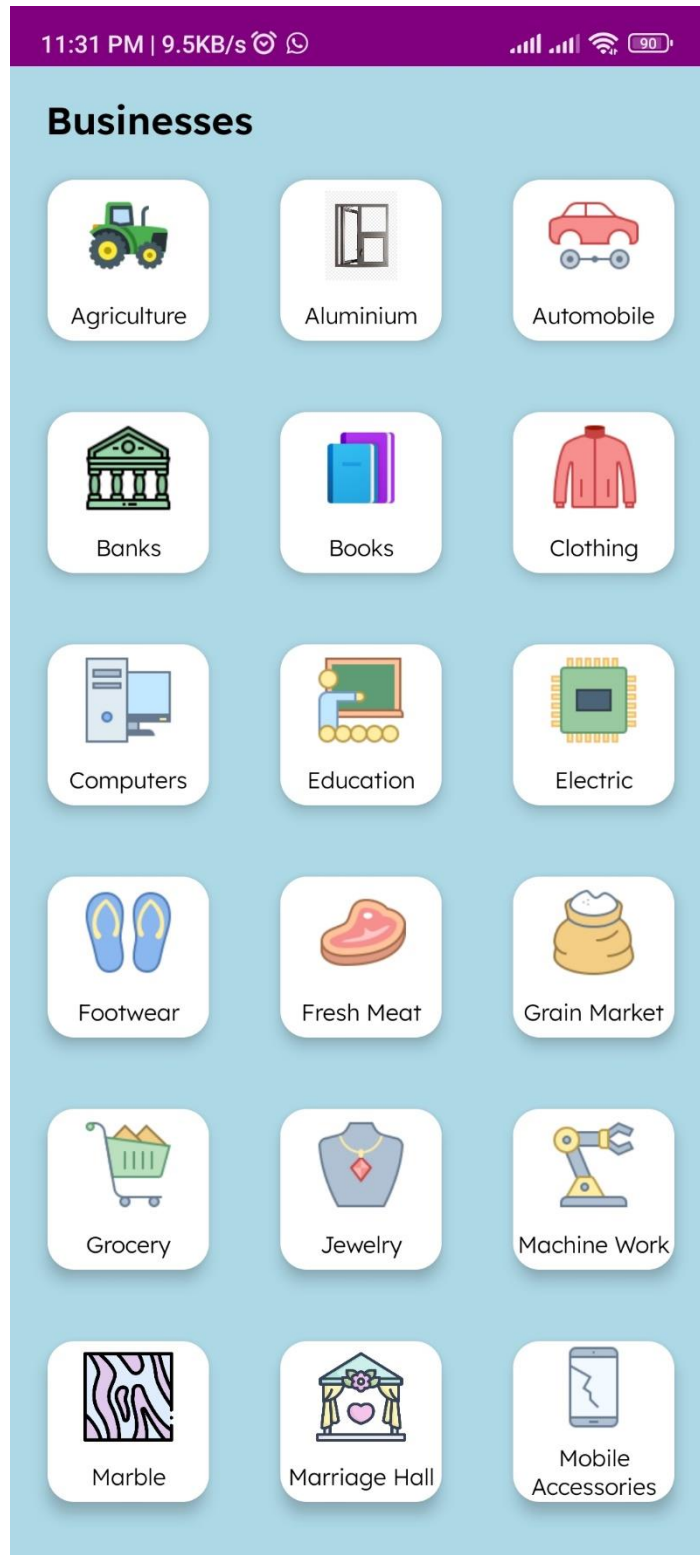 11:31 PM | 9.5KB/s
90
Businesses
Agriculture
Aluminium
Automobile
Banks
Books
Clothing
Computers
Education
Electric
Footwear
Fresh Meat
Grain Market
Grocery
Jewelry
Machine Work
Marble
Marriage Hall
Mobile
Accessories